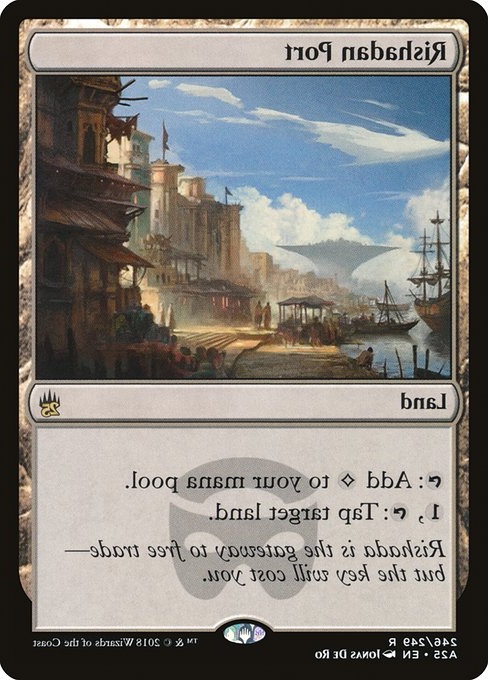 Rishadan Port
Land
25
: Add to your mana pool.
1, : Tap target land.
Rishada is the gateway to free trade—
but the key will cost you.
246/249 R
A25 • EN Jonas De Ro
™ & © 2018 Wizards of the Coast